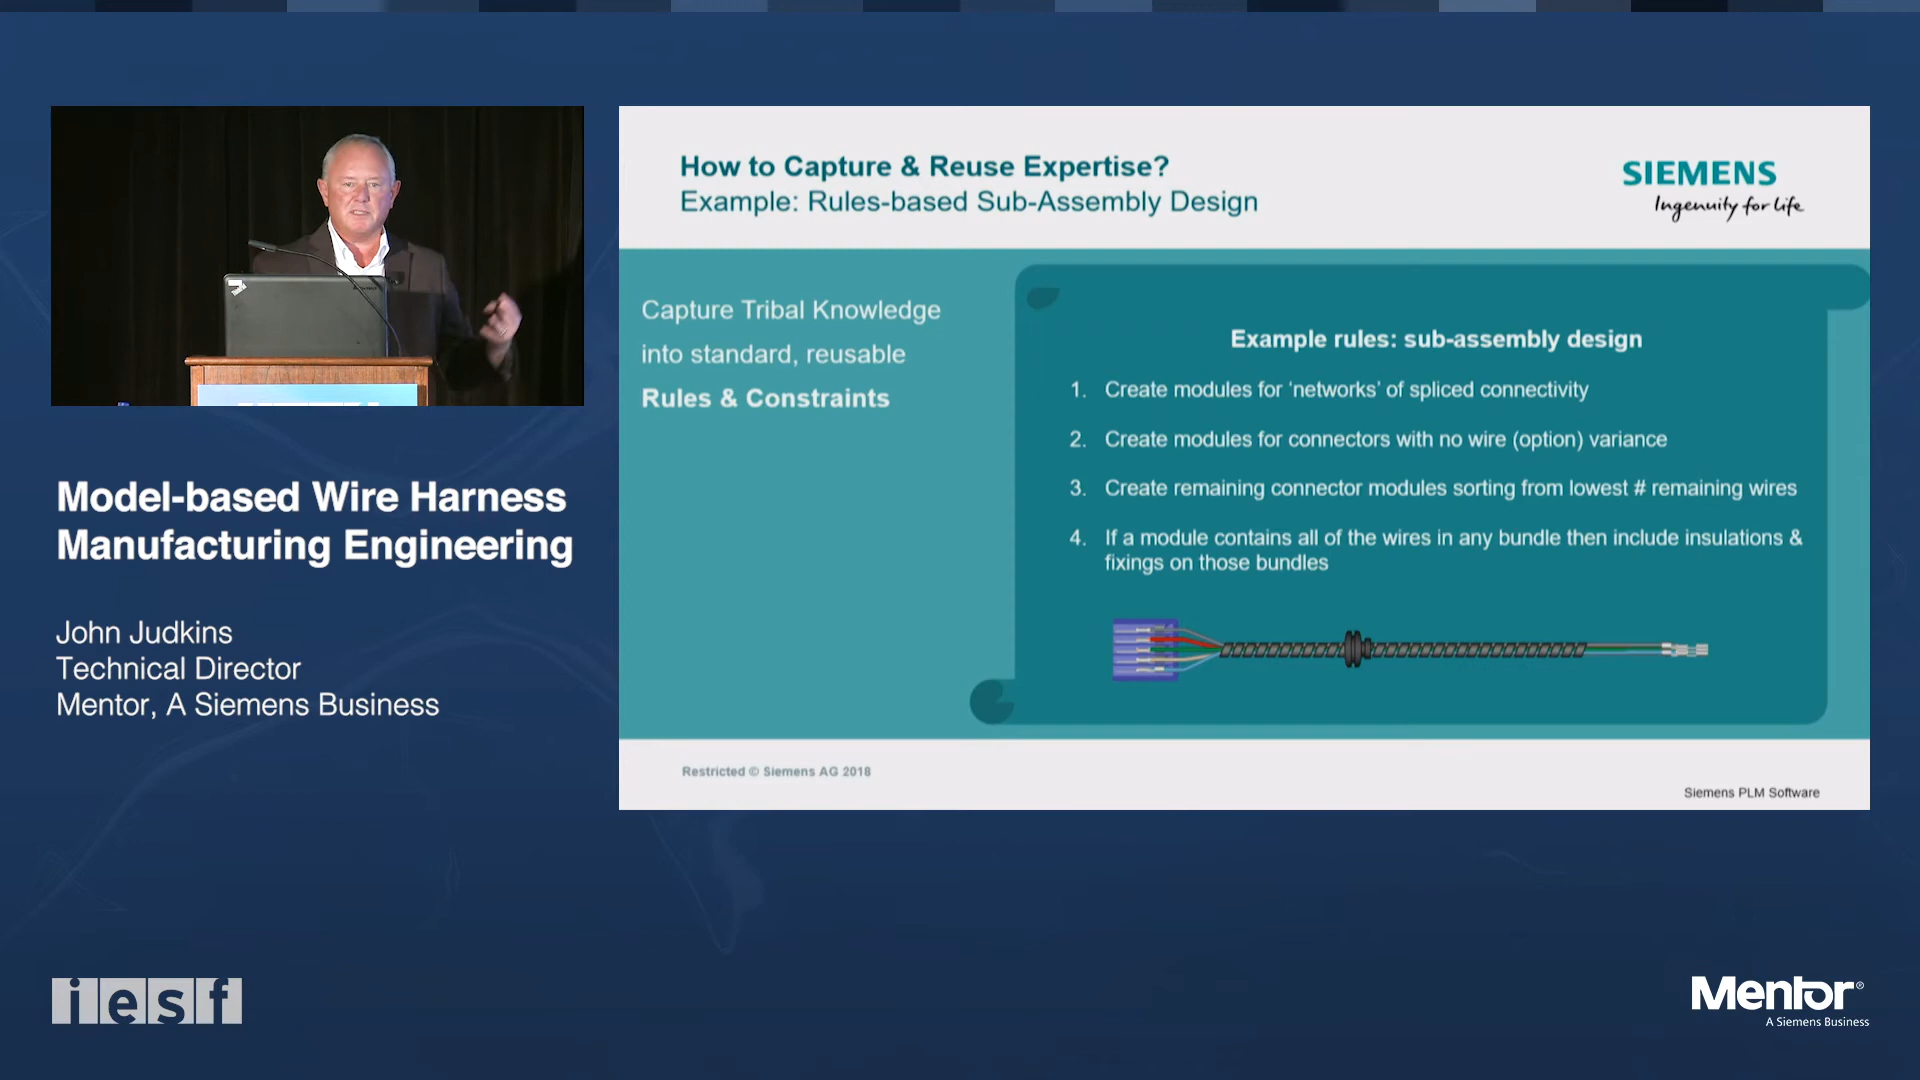 How to Capture & Reuse Expertise?
Example: Rules-based Sub-Assembly Design
SIEMENS
Ingenuity for Life
Capture Tribal Knowledge
into standard, reusable
Rules & Constraints
Example rules: sub-assembly design
1. Create modules for 'networks' of spliced connectivity
2. Create modules for connectors with no wire (option) variance
3. Create remaining connector modules sorting from lowest # remaining wires
4. If a module contains all of the wires in any bundle then include insulations &
fixings on those bundles
Restricted © Siemens AG 2018
Siemens PLM Software
Model-based Wire Harness
Manufacturing Engineering
John Judkins
Technical Director
Mentor, A Siemens Business
iesf
Mentor®
A Siemens Business